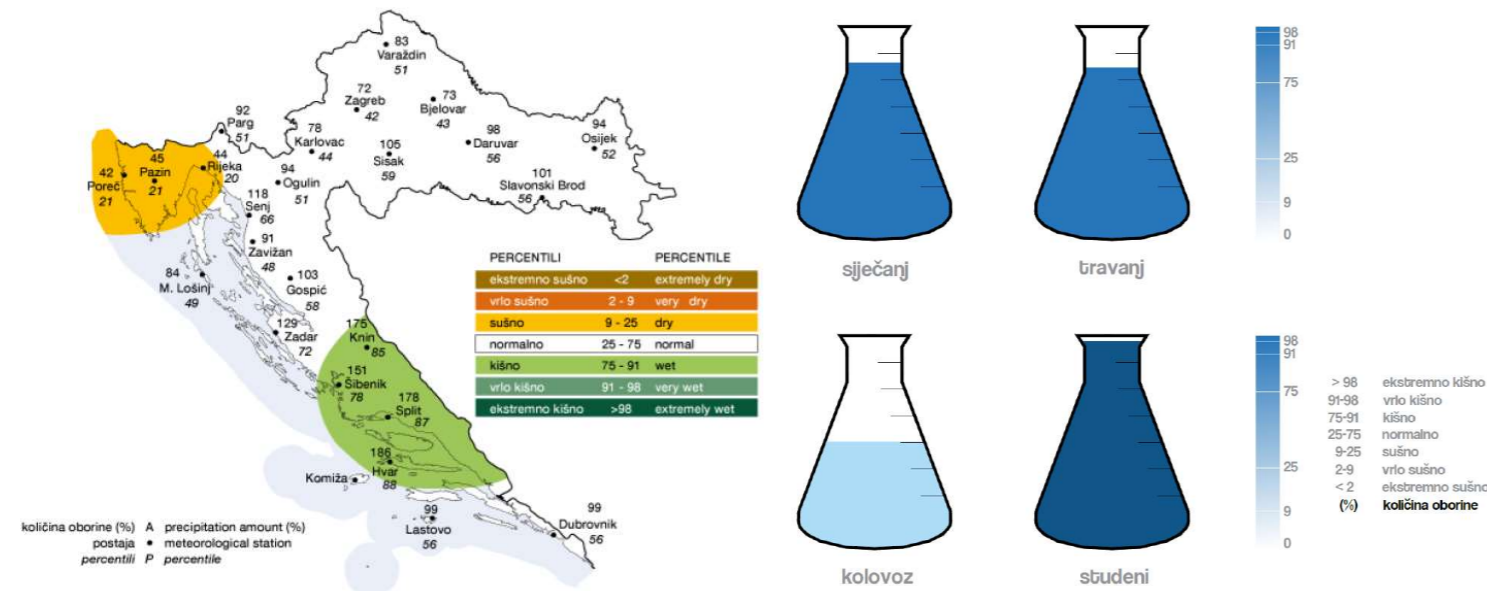 83
Varaždin
51
72
Zagreb
42
73
Bjelovar
43
92
Parg
51
78
Karlovac
44
105
Sisak
59
98
Daruvar
56
94
Osijek
52
101
Slavonski Brod
56
42
Poreč
21
45
Pazin
21
44
Rijeka
20
94
Ogulin
51
118
Senj
66
91
Zavižan
48
84
M. Lošinj
49
103
Gospić
58
129
Zadar
72
175
Knin
85
151
Šibenik
78
178
Split
87
186
Hvar
88
Komiža
99
Lastovo
56
99
Dubrovnik
56
PERCENTILI PERCENTILE
ekstremno sušno <2 extremely dry
vrlo sušno 2 - 9 very dry
sušno 9 - 25 dry
normalno 25 - 75 normal
kišno 75 - 91 wet
vrlo kišno 91 - 98 very wet
ekstremno kišno >98 extremely wet
količina oborine (%) A precipitation amount (%)
postaja • meteorological station
percentili P percentile
siječanj
travanj
98
91
75
25
9
0
kolovoz
studeni
98
91
75
25
9
0
> 98 ekstremno kišno
91-98 vrlo kišno
75-91 kišno
25-75 normalno
9-25 sušno
2-9 vrlo sušno
< 2 ekstremno sušno
(%) količina oborine